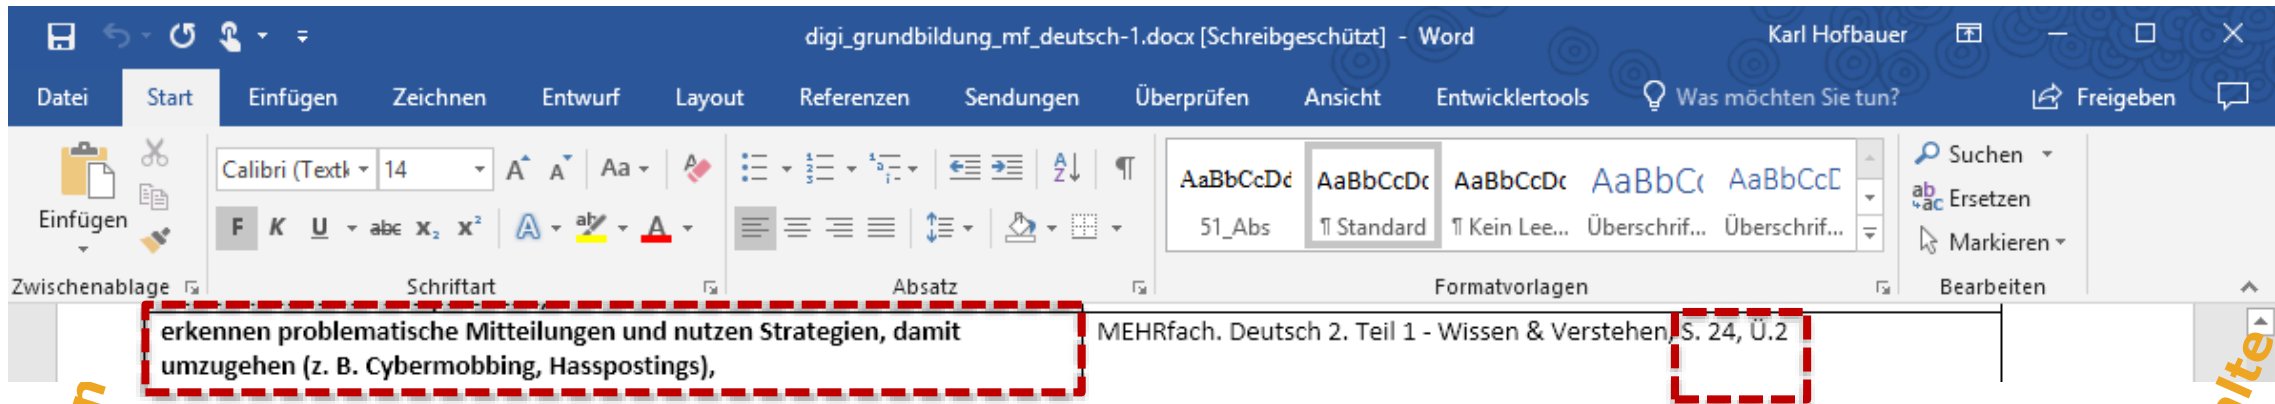 digi_grundbildung_mf_deutsch-1.docx [Schreibgeschützt] - Word Karl Hofbauer
Datei Start Einfügen Zeichnen Entwurf Layout Referenzen Sendungen Überprüfen Ansicht Entwicklertools Was möchten Sie tun? Freigeben
Calibri (Textk 14 Aa
AaBbCcDd AaBbCcDc AaBbCcDc AaBbCc AaBbCcD
Suchen
Ersetzen
Markieren
Einfügen
F K U abc x₂ x²
51_Abs ¶ Standard ¶ Kein Lee... Überschrif... Überschrif...
Zwischenablage Schriftart Absatz Formatvorlagen Bearbeiten
erkennen problematische Mitteilungen und nutzen Strategien, damit
umzugehen (z. B. Cybermobbing, Hasspostings),
MEHRfach. Deutsch 2. Teil 1 - Wissen & Verstehen, S. 24, Ü.2